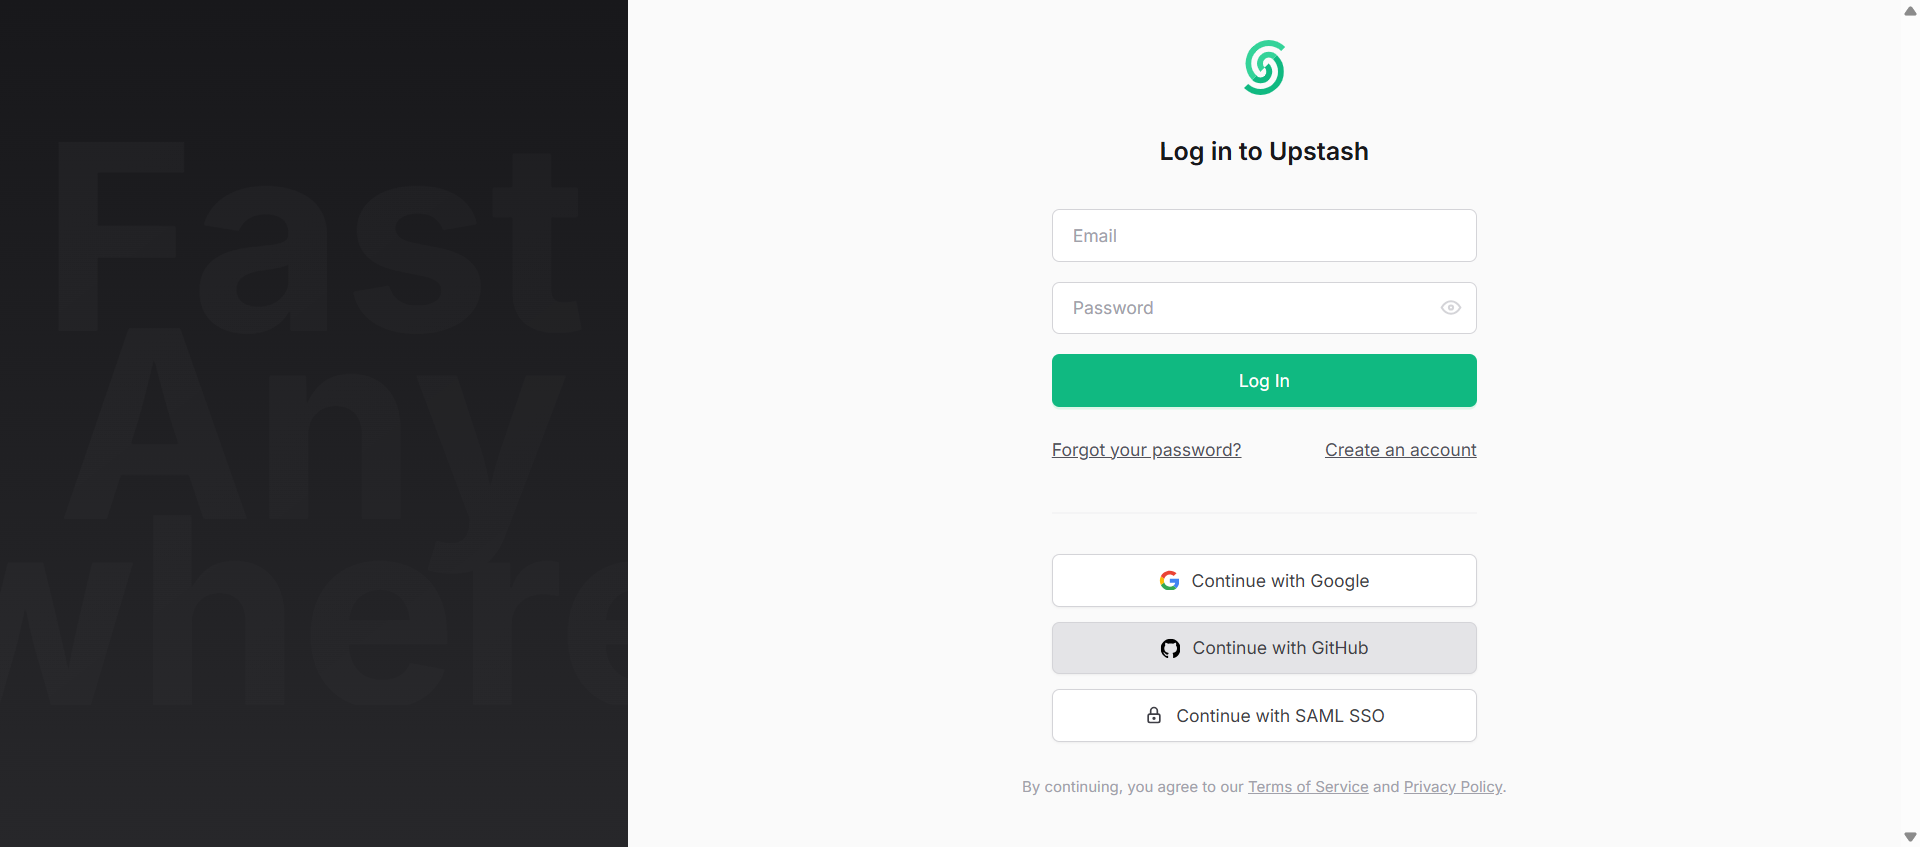 Fast
Any
where
Log in to Upstash
Email
Password
Log In
Forgot your password? Create an account
Continue with Google
Continue with GitHub
Continue with SAML SSO
By continuing, you agree to our Terms of Service and Privacy Policy.